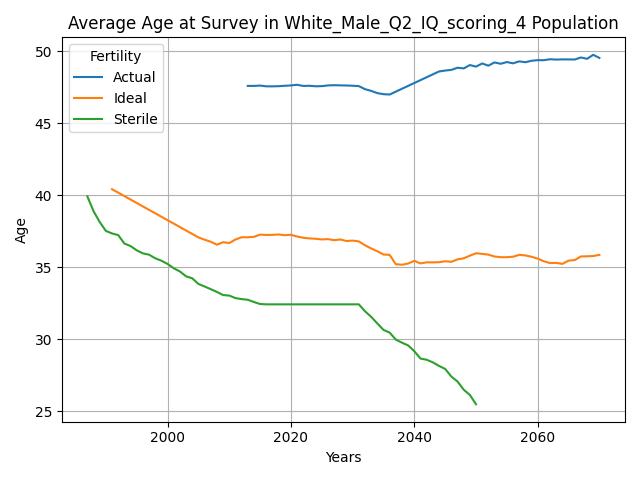 Average Age at Survey in White_Male_Q2_IQ_scoring_4 Population
Fertility
Actual
Ideal
Sterile
50
45
40
35
30
25
Age
2000 2020 2040 2060
Years